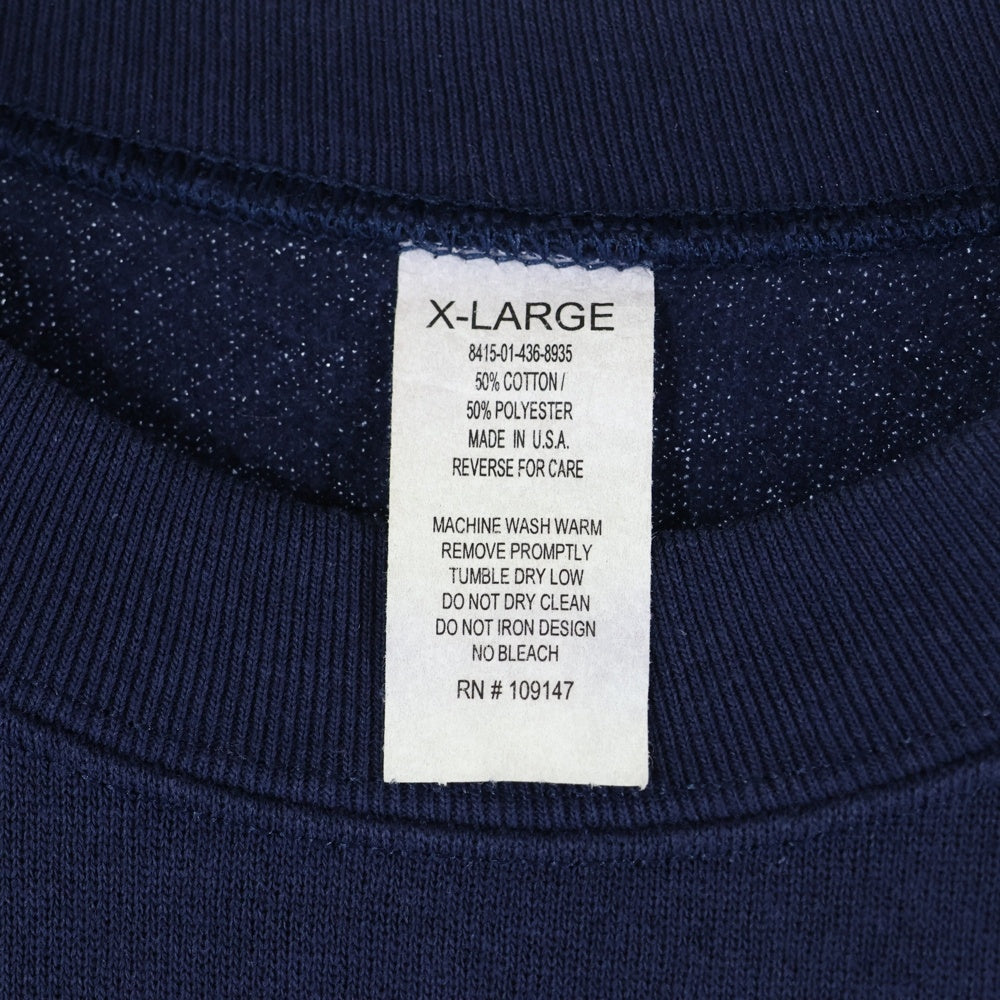 X-LARGE
8415-01-436-8935
50% COTTON /
50% POLYESTER
MADE IN U.S.A.
REVERSE FOR CARE
MACHINE WASH WARM
REMOVE PROMPTLY
TUMBLE DRY LOW
DO NOT DRY CLEAN
DO NOT IRON DESIGN
NO BLEACH
RN # 109147